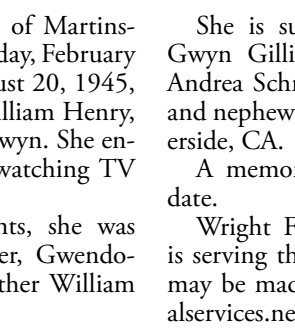 of Martins-
day, February
ust 20, 1945,
lliam Henry,
wyn. She en-
watching TV
nts, she was
er, Gwendo-
ther William
She is su
Gwyn Gilli
Andrea Schr
and nephew
erside, CA.
A memor
date.
Wright F
is serving th
may be mad
alservices.ne